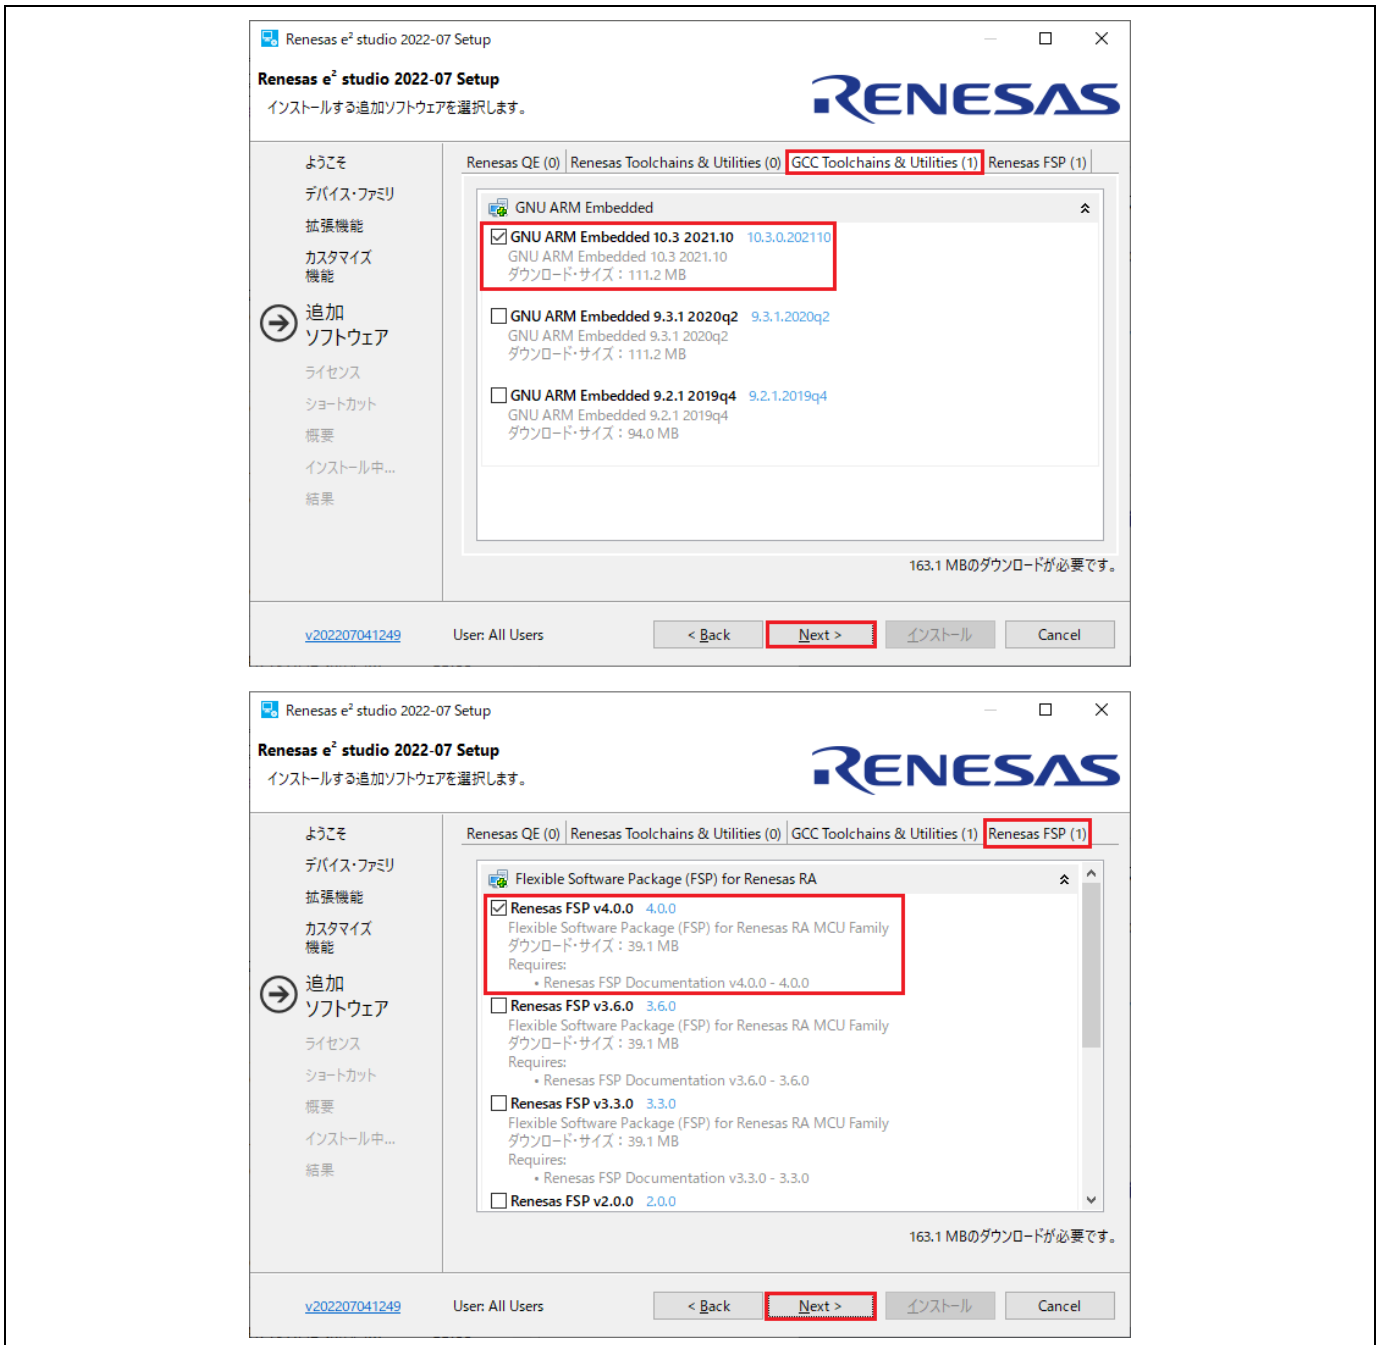 Renesas e² studio 2022-07 Setup
Renesas e² studio 2022-07 Setup
インストールする追加ソフトウェアを選択します。
RENESAS
ようこそ
デバイス・ファミリ
拡張機能
カスタマイズ
機能
追加
ソフトウェア
ライセンス
ショートカット
概要
インストール中...
結果
Renesas QE (0) Renesas Toolchains & Utilities (0) GCC Toolchains & Utilities (1) Renesas FSP (1)
GNU ARM Embedded
GNU ARM Embedded 10.3 2021.10 10.3.0.202110
GNU ARM Embedded 10.3 2021.10
ダウンロード・サイズ：111.2 MB
GNU ARM Embedded 9.3.1 2020q2 9.3.1.2020q2
GNU ARM Embedded 9.3.1 2020q2
ダウンロード・サイズ：111.2 MB
GNU ARM Embedded 9.2.1 2019q4 9.2.1.2019q4
GNU ARM Embedded 9.2.1 2019q4
ダウンロード・サイズ：94.0 MB
163.1 MBのダウンロードが必要です。
v202207041249 User: All Users < Back Next > インストール Cancel
Renesas e² studio 2022-07 Setup
Renesas e² studio 2022-07 Setup
インストールする追加ソフトウェアを選択します。
RENESAS
ようこそ
デバイス・ファミリ
拡張機能
カスタマイズ
機能
追加
ソフトウェア
ライセンス
ショートカット
概要
インストール中...
結果
Renesas QE (0) Renesas Toolchains & Utilities (0) GCC Toolchains & Utilities (1) Renesas FSP (1)
Flexible Software Package (FSP) for Renesas RA
Renesas FSP v4.0.0 4.0.0
Flexible Software Package (FSP) for Renesas RA MCU Family
ダウンロード・サイズ：39.1 MB
Requires:
• Renesas FSP Documentation v4.0.0 - 4.0.0
Renesas FSP v3.6.0 3.6.0
Flexible Software Package (FSP) for Renesas RA MCU Family
ダウンロード・サイズ：39.1 MB
Requires:
• Renesas FSP Documentation v3.6.0 - 3.6.0
Renesas FSP v3.3.0 3.3.0
Flexible Software Package (FSP) for Renesas RA MCU Family
ダウンロード・サイズ：39.1 MB
Requires:
• Renesas FSP Documentation v3.3.0 - 3.3.0
Renesas FSP v2.0.0 2.0.0
163.1 MBのダウンロードが必要です。
v202207041249 User: All Users < Back Next > インストール Cancel